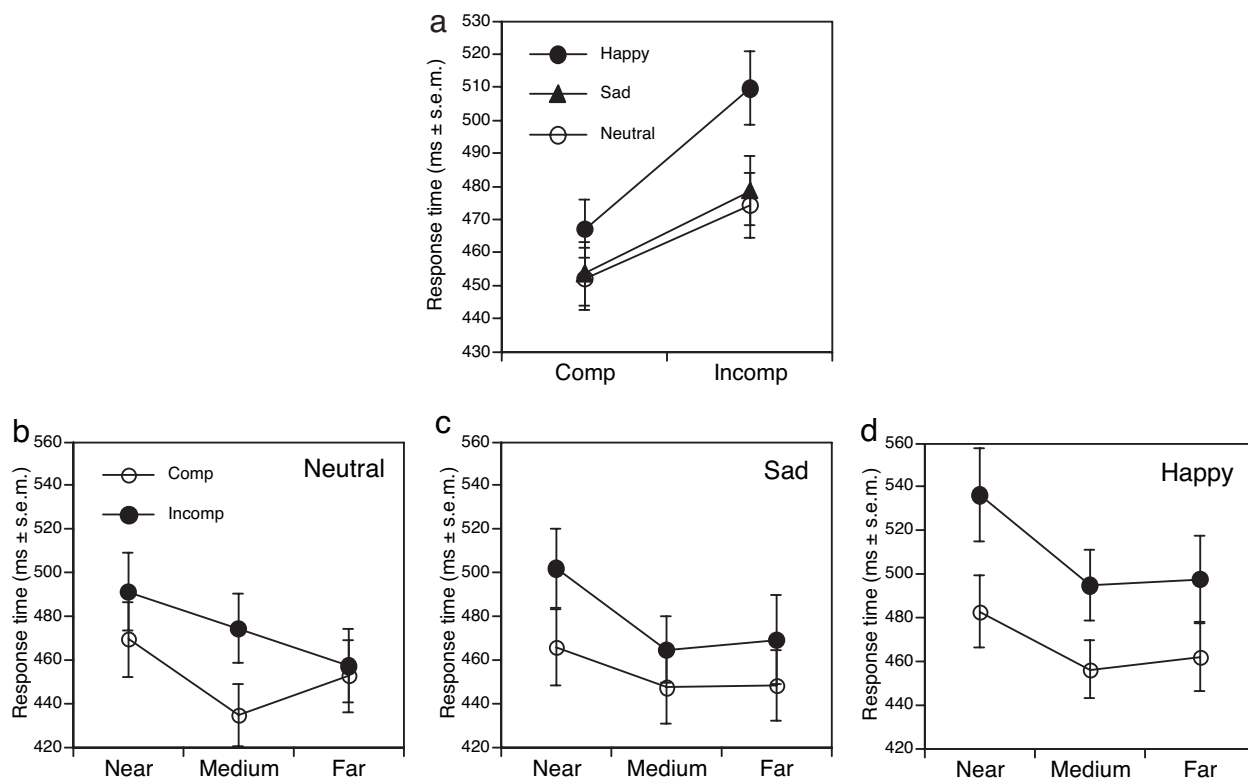 a
530
520
510
500
490
480
470
460
450
440
430
Response time (ms ± s.e.m.)
Happy
Sad
Neutral
Comp Incomp
b
560
540
520
500
480
460
440
420
Response time (ms ± s.e.m.)
Neutral
Comp
Incomp
Near Medium Far
c
560
540
520
500
480
460
440
420
Response time (ms ± s.e.m.)
Sad
Near Medium Far
d
560
540
520
500
480
460
440
420
Response time (ms ± s.e.m.)
Happy
Near Medium Far